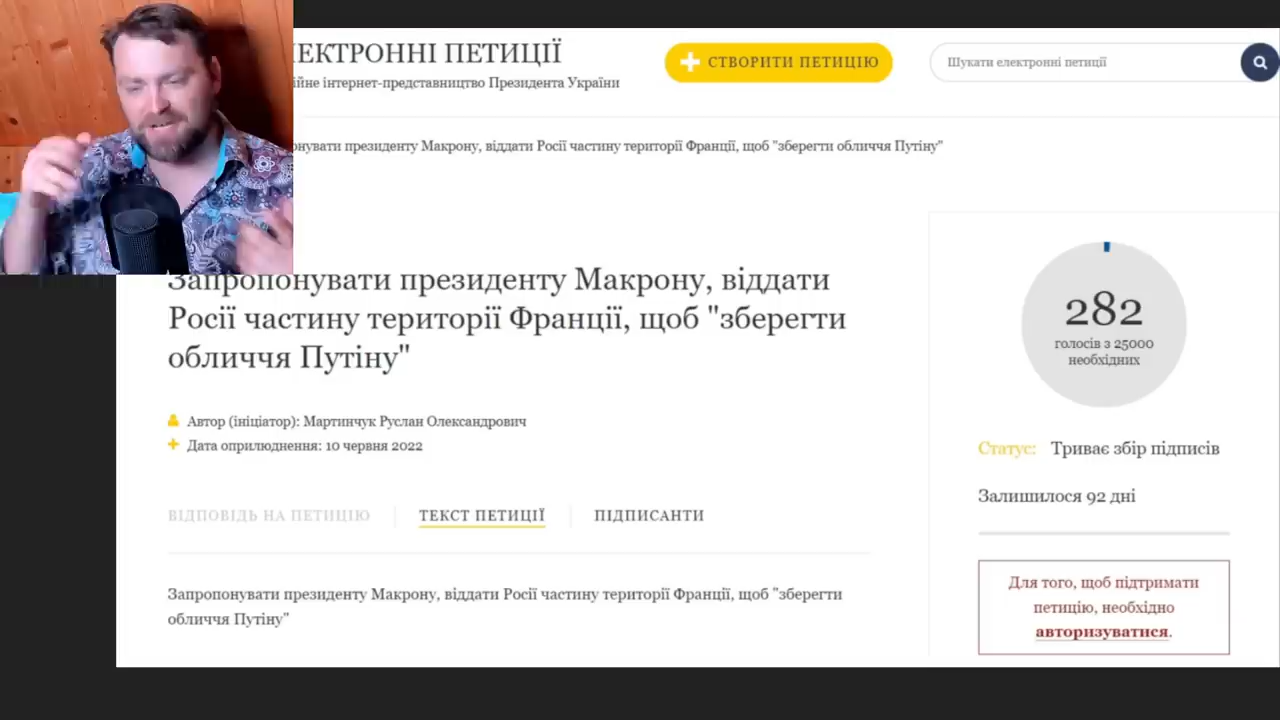 ЕКТРОННІ ПЕТИЦІЇ
йне інтернет-представництво Президента України
СТВОРИТИ ПЕТИЦІЮ
Шукати електронні петиції
онувати президенту Макрону, віддати Росії частину території Франції, щоб "зберегти обличчя Путіну"
Запропонувати президенту Макрону, віддати
Росії частину території Франції, щоб "зберегти
обличчя Путіну"
Автор (ініціатор): Мартинчук Руслан Олександрович
Дата оприлюднення: 10 червня 2022
ВІДПОВІДЬ НА ПЕТИЦІЮ
ТЕКСТ ПЕТИЦІЇ
ПІДПИСАНТИ
Запропонувати президенту Макрону, віддати Росії частину території Франції, щоб "зберегти
обличчя Путіну"
282
голосів з 25000
необхідних
Статус: Триває збір підписів
Залишилося 92 дні
Для того, щоб підтримати
петицію, необхідно
авторизуватися.